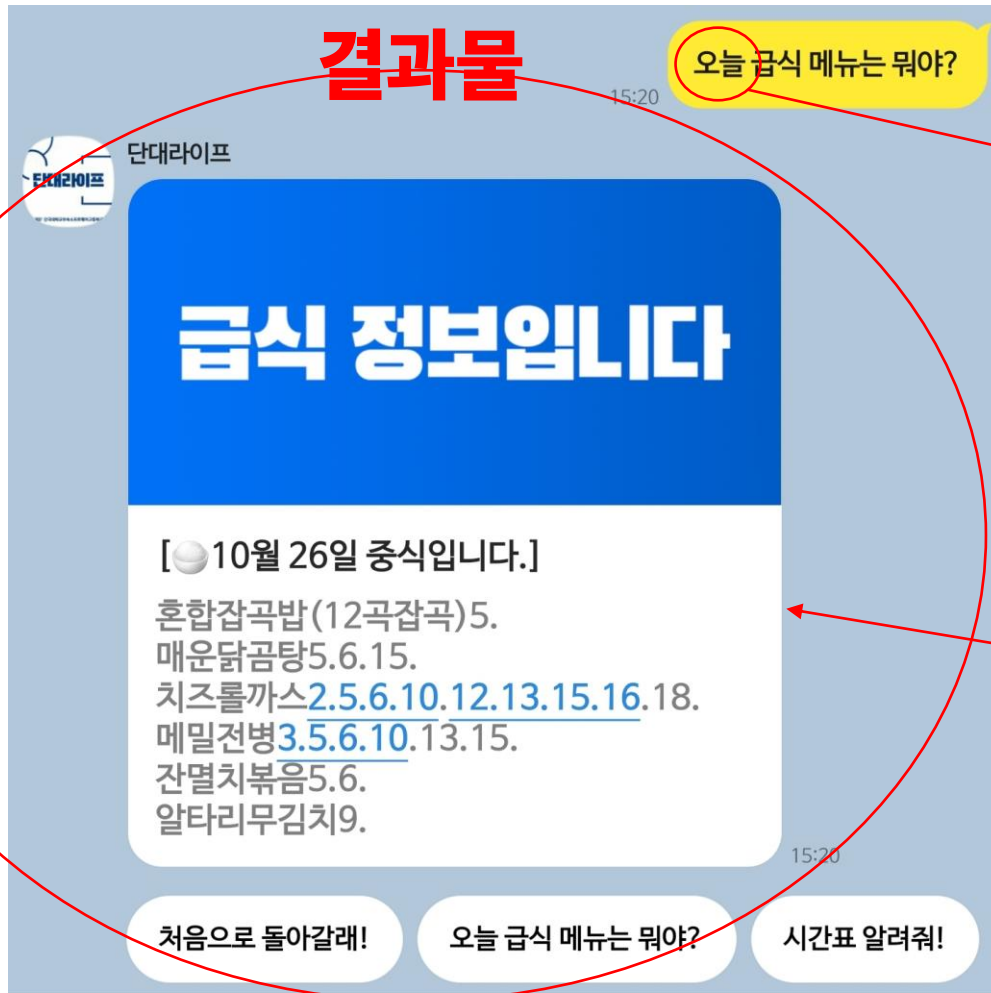 결과물
오늘 급식 메뉴는 뭐야?
15:20
단대라이프
단대라이프
급식 정보입니다
[10월 26일 중식입니다.]
혼합잡곡밥(12곡잡곡)5.
매운닭곰탕5.6.15.
치즈롤까스2.5.6.10.12.13.15.16.18.
메밀전병3.5.6.10.13.15.
잔멸치볶음5.6.
알타리무김치9.
15:20
처음으로 돌아갈래!
오늘 급식 메뉴는 뭐야?
시간표 알려줘!